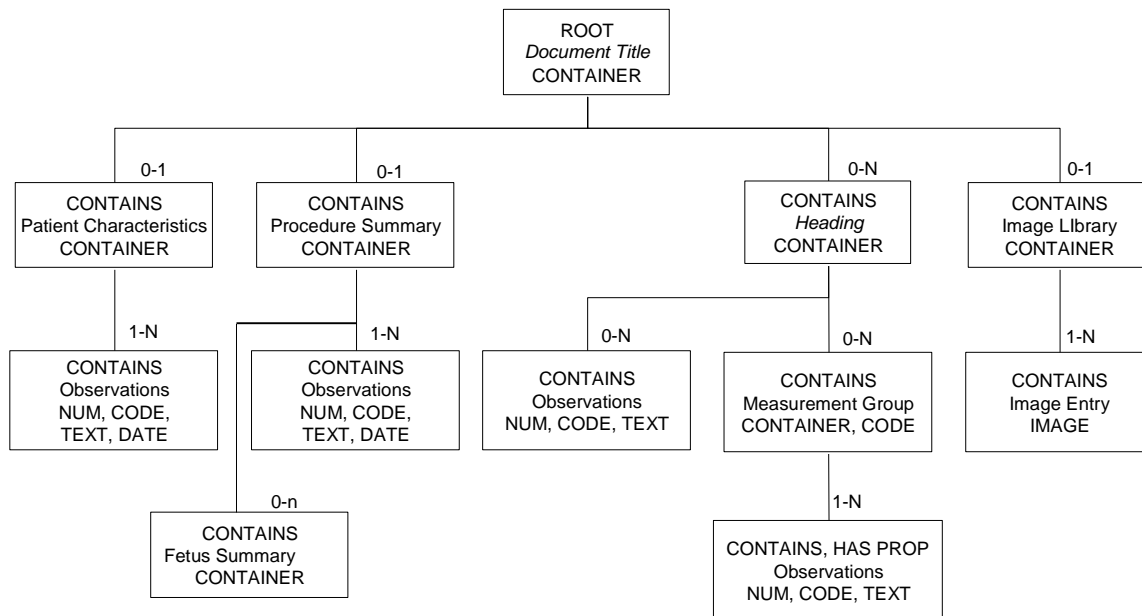 ROOT
Document Title
CONTAINER
0-1
0-1
0-N
0-1
CONTAINS
Patient Characteristics
CONTAINER
CONTAINS
Procedure Summary
CONTAINER
CONTAINS
Heading
CONTAINER
CONTAINS
Image LIbrary
CONTAINER
1-N
1-N
0-N
0-N
1-N
CONTAINS
Observations
NUM, CODE,
TEXT, DATE
CONTAINS
Observations
NUM, CODE,
TEXT, DATE
CONTAINS
Observations
NUM, CODE, TEXT
CONTAINS
Measurement Group
CONTAINER, CODE
CONTAINS
Image Entry
IMAGE
0-n
1-N
CONTAINS
Fetus Summary
CONTAINER
CONTAINS, HAS PROP
Observations
NUM, CODE, TEXT